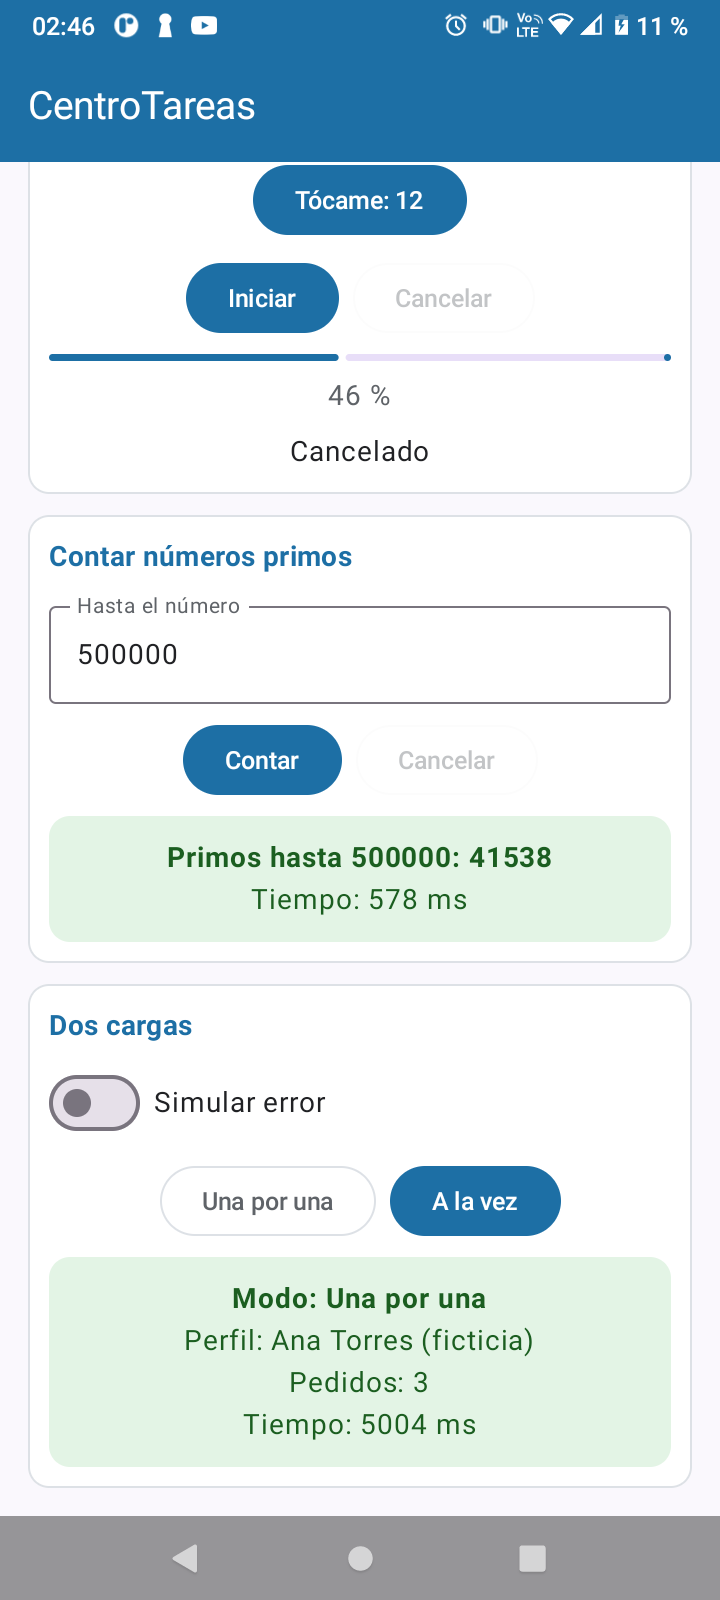 02:46
Vo
LTE
11 %
CentroTareas
Tócame: 12
Iniciar
Cancelar
46 %
Cancelado
Contar números primos
Hasta el número
500000
Contar
Cancelar
Primos hasta 500000: 41538
Tiempo: 578 ms
Dos cargas
Simular error
Una por una
A la vez
Modo: Una por una
Perfil: Ana Torres (ficticia)
Pedidos: 3
Tiempo: 5004 ms